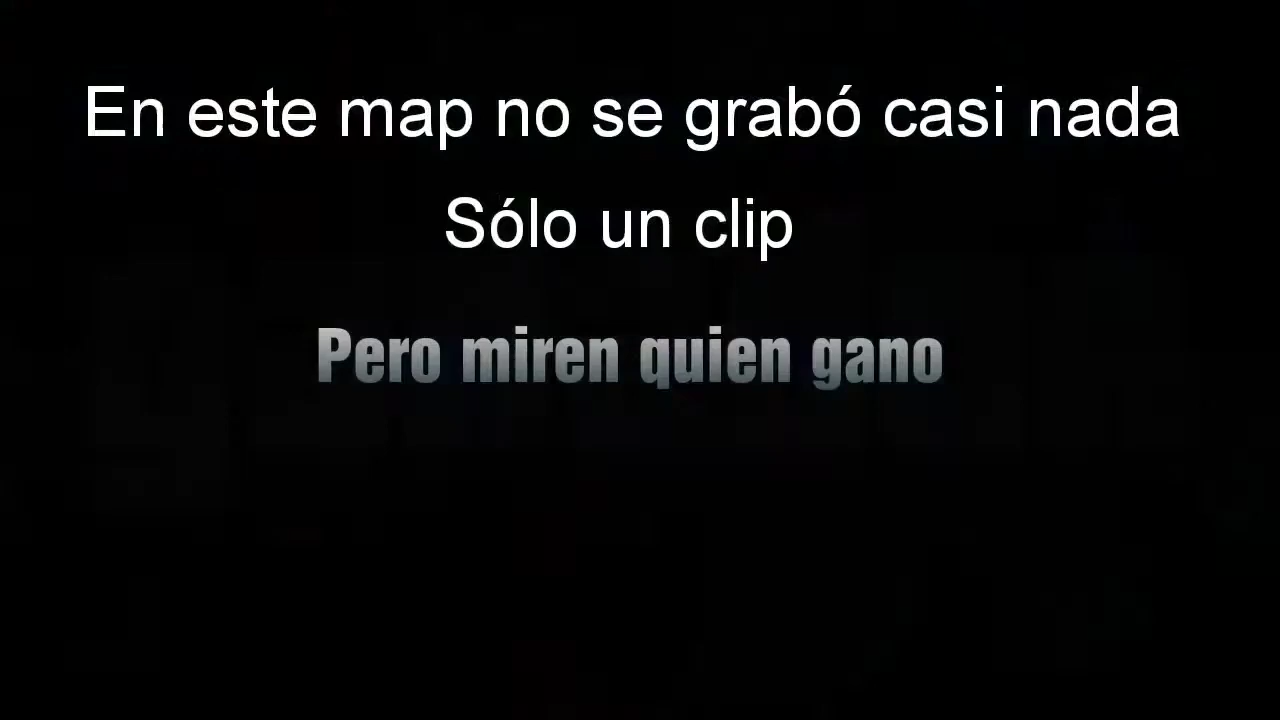 En este map no se grabó casi nada
Sólo un clip
Pero miren quien gano